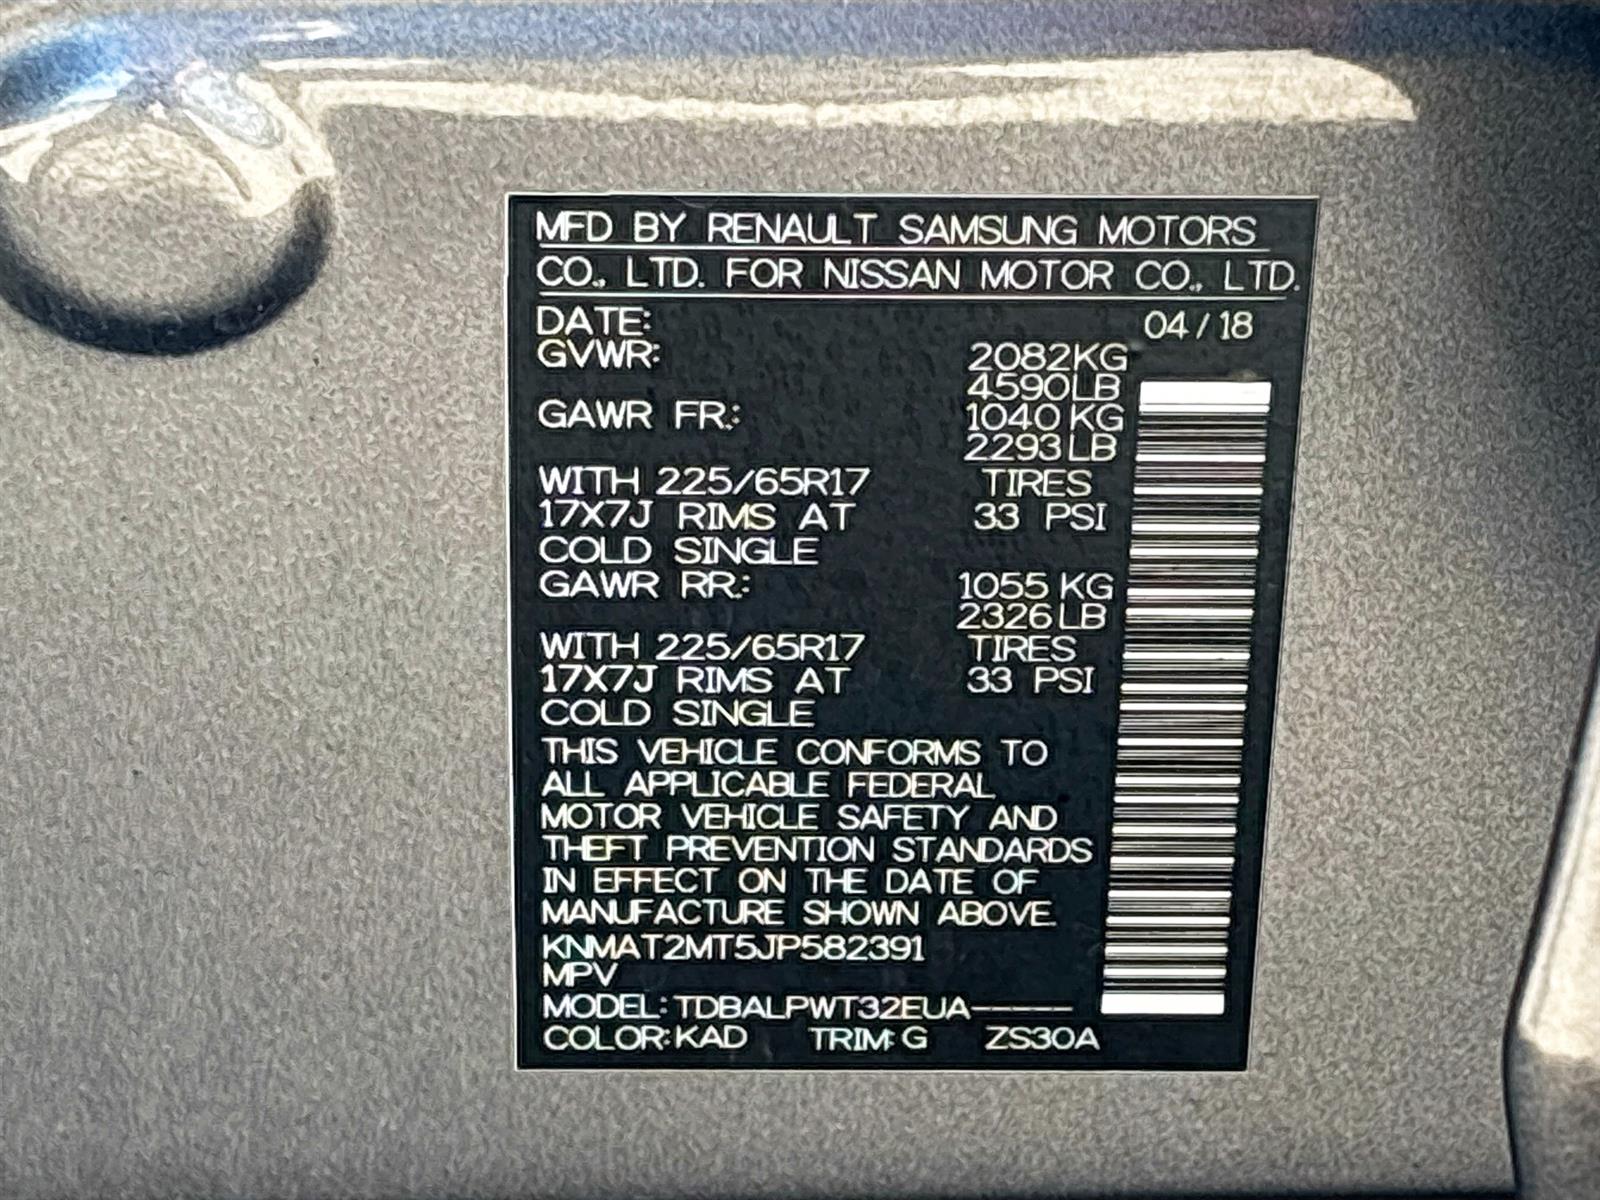 MFD BY RENAULT SAMSUNG MOTORS
CO., LTD. FOR NISSAN MOTOR CO., LTD.
DATE: 04 / 18
GVWR: 2082KG
4590LB
GAWR FR.: 1040 KG
2293LB
WITH 225/65R17 TIRES
17X7J RIMS AT 33 PSI
COLD SINGLE
GAWR RR.: 1055 KG
2326LB
WITH 225/65R17 TIRES
17X7J RIMS AT 33 PSI
COLD SINGLE
THIS VEHICLE CONFORMS TO
ALL APPLICABLE FEDERAL
MOTOR VEHICLE SAFETY AND
THEFT PREVENTION STANDARDS
IN EFFECT ON THE DATE OF
MANUFACTURE SHOWN ABOVE.
KNMAT2MT5JP582391
MPV
MODEL: TDBALPWT32EUA-----
COLOR: KAD TRIM: G ZS30A